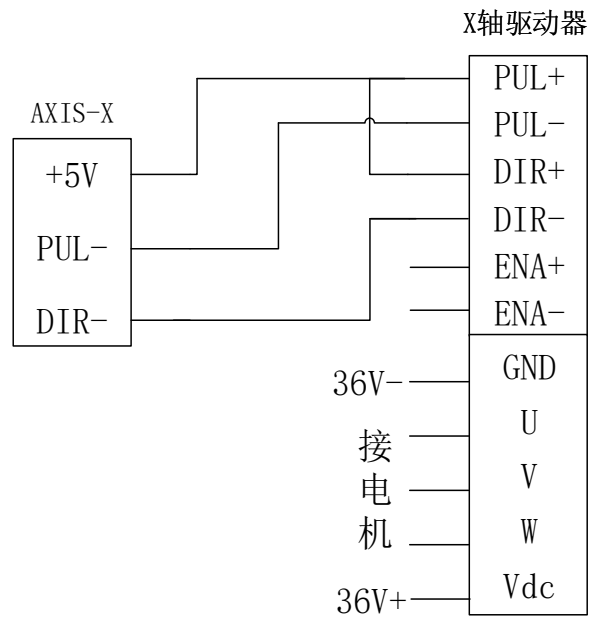 X轴驱动器
PUL+
PUL-
DIR+
DIR-
ENA+
ENA-
GND
U
V
W
Vdc
AXIS-X
+5V
PUL-
DIR-
36V-
接
电
机
36V+